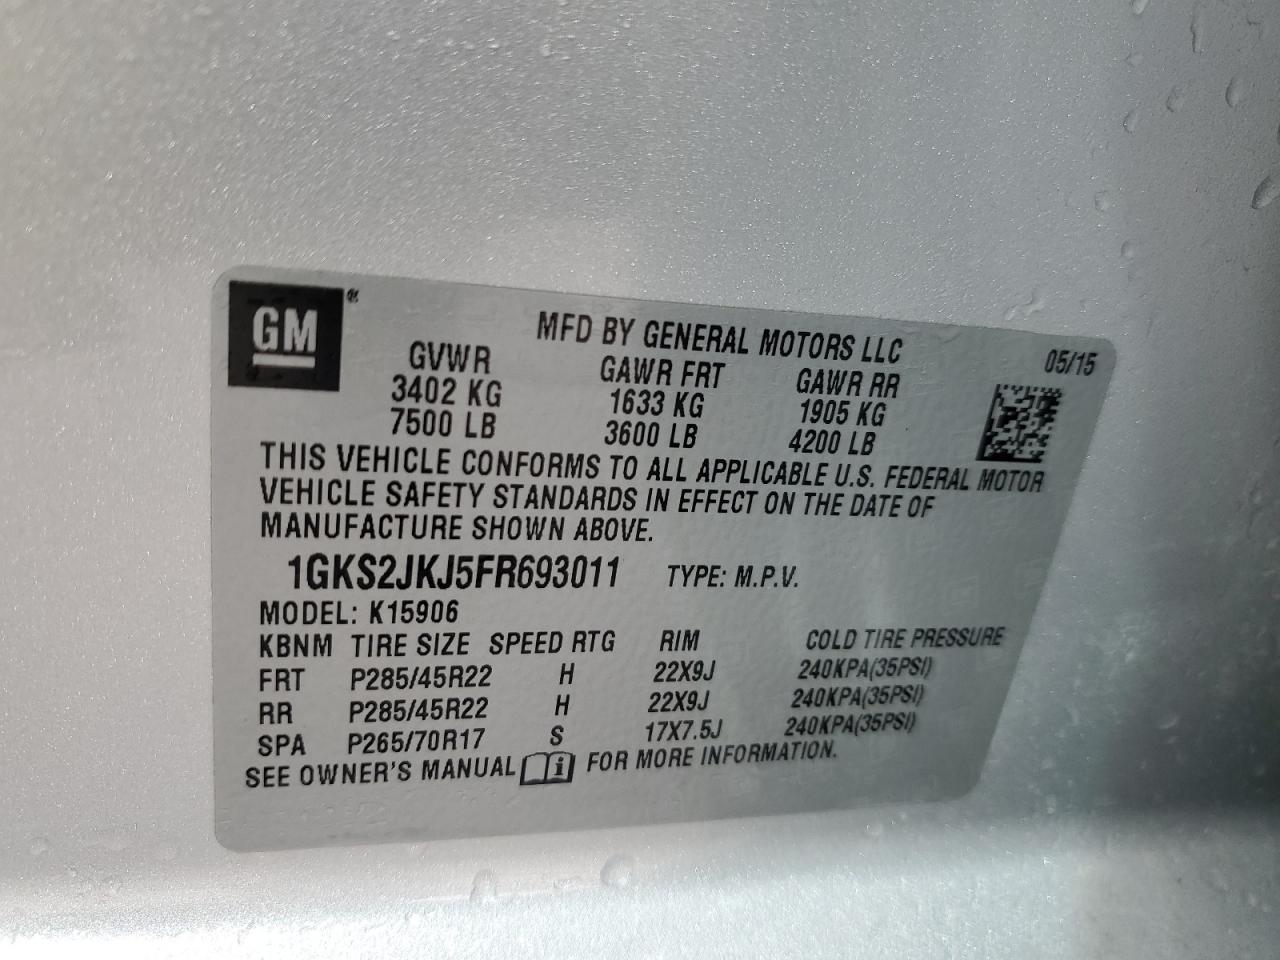 GM ®
MFD BY GENERAL MOTORS LLC 05/15
GVWR GAWR FRT GAWR RR
3402 KG 1633 KG 1905 KG
7500 LB 3600 LB 4200 LB
THIS VEHICLE CONFORMS TO ALL APPLICABLE U.S. FEDERAL MOTOR
VEHICLE SAFETY STANDARDS IN EFFECT ON THE DATE OF
MANUFACTURE SHOWN ABOVE.
1GKS2JKJ5FR693011 TYPE: M.P.V.
MODEL: K15906
KBNM TIRE SIZE SPEED RTG RIM COLD TIRE PRESSURE
FRT P285/45R22 H 22X9J 240KPA(35PSI)
RR P285/45R22 H 22X9J 240KPA(35PSI)
SPA P265/70R17 S 17X7.5J 240KPA(35PSI)
SEE OWNER'S MANUAL i FOR MORE INFORMATION.